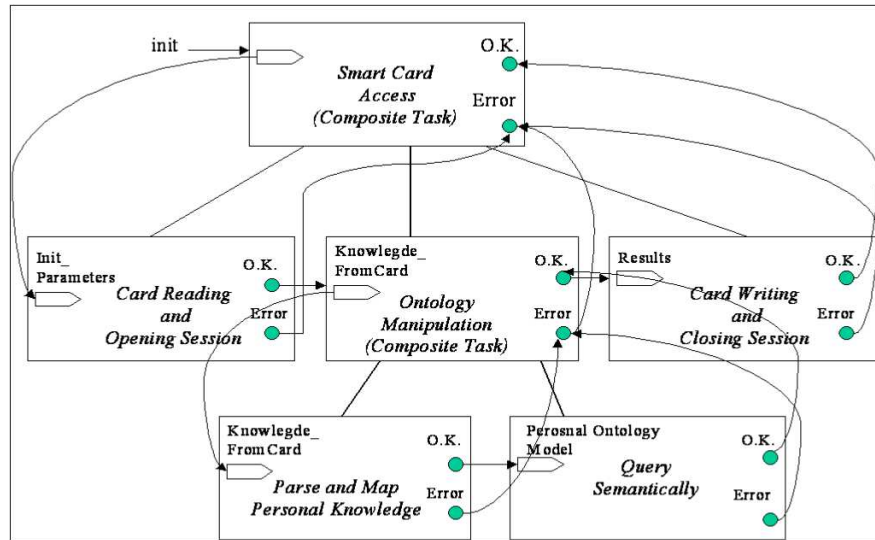 init
O.K.
Smart Card
Access
(Composite Task)
Error
Init_
Parameters
O.K.
Card Reading
and
Opening Session
Error
Knowlegde_
FromCard
O.K.
Ontology
Manipulation
(Composite Task)
Error
Results
O.K.
Card Writing
and
Closing Session
Error
Knowlegde_
FromCard
O.K.
Parse and Map
Personal Knowledge
Error
Perosnal Ontology
Model
O.K.
Query
Semantically
Error